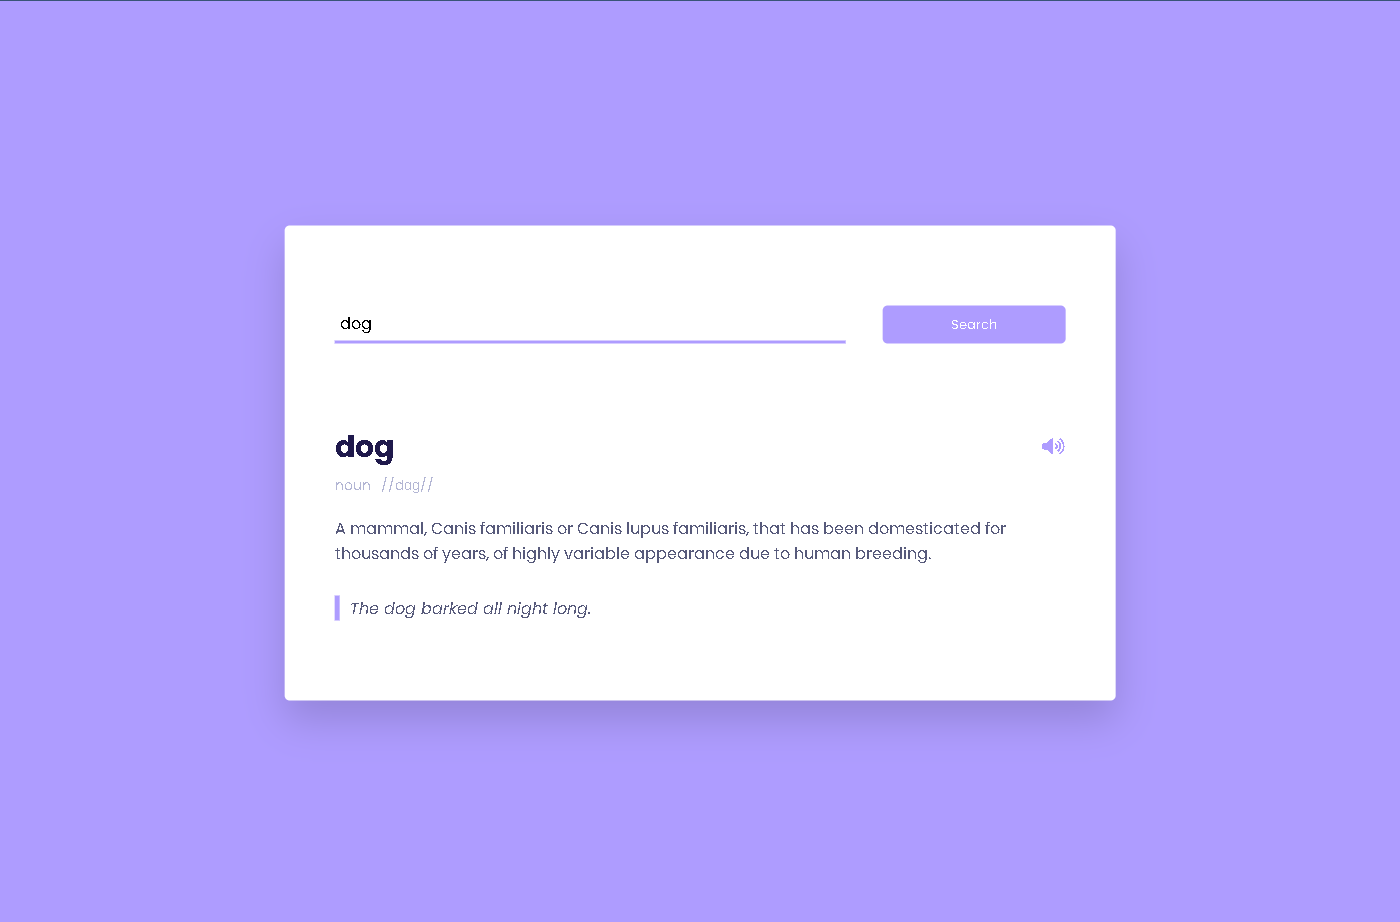 dog
Search
dog
noun //dɑg//
A mammal, Canis familiaris or Canis lupus familiaris, that has been domesticated for
thousands of years, of highly variable appearance due to human breeding.
The dog barked all night long.